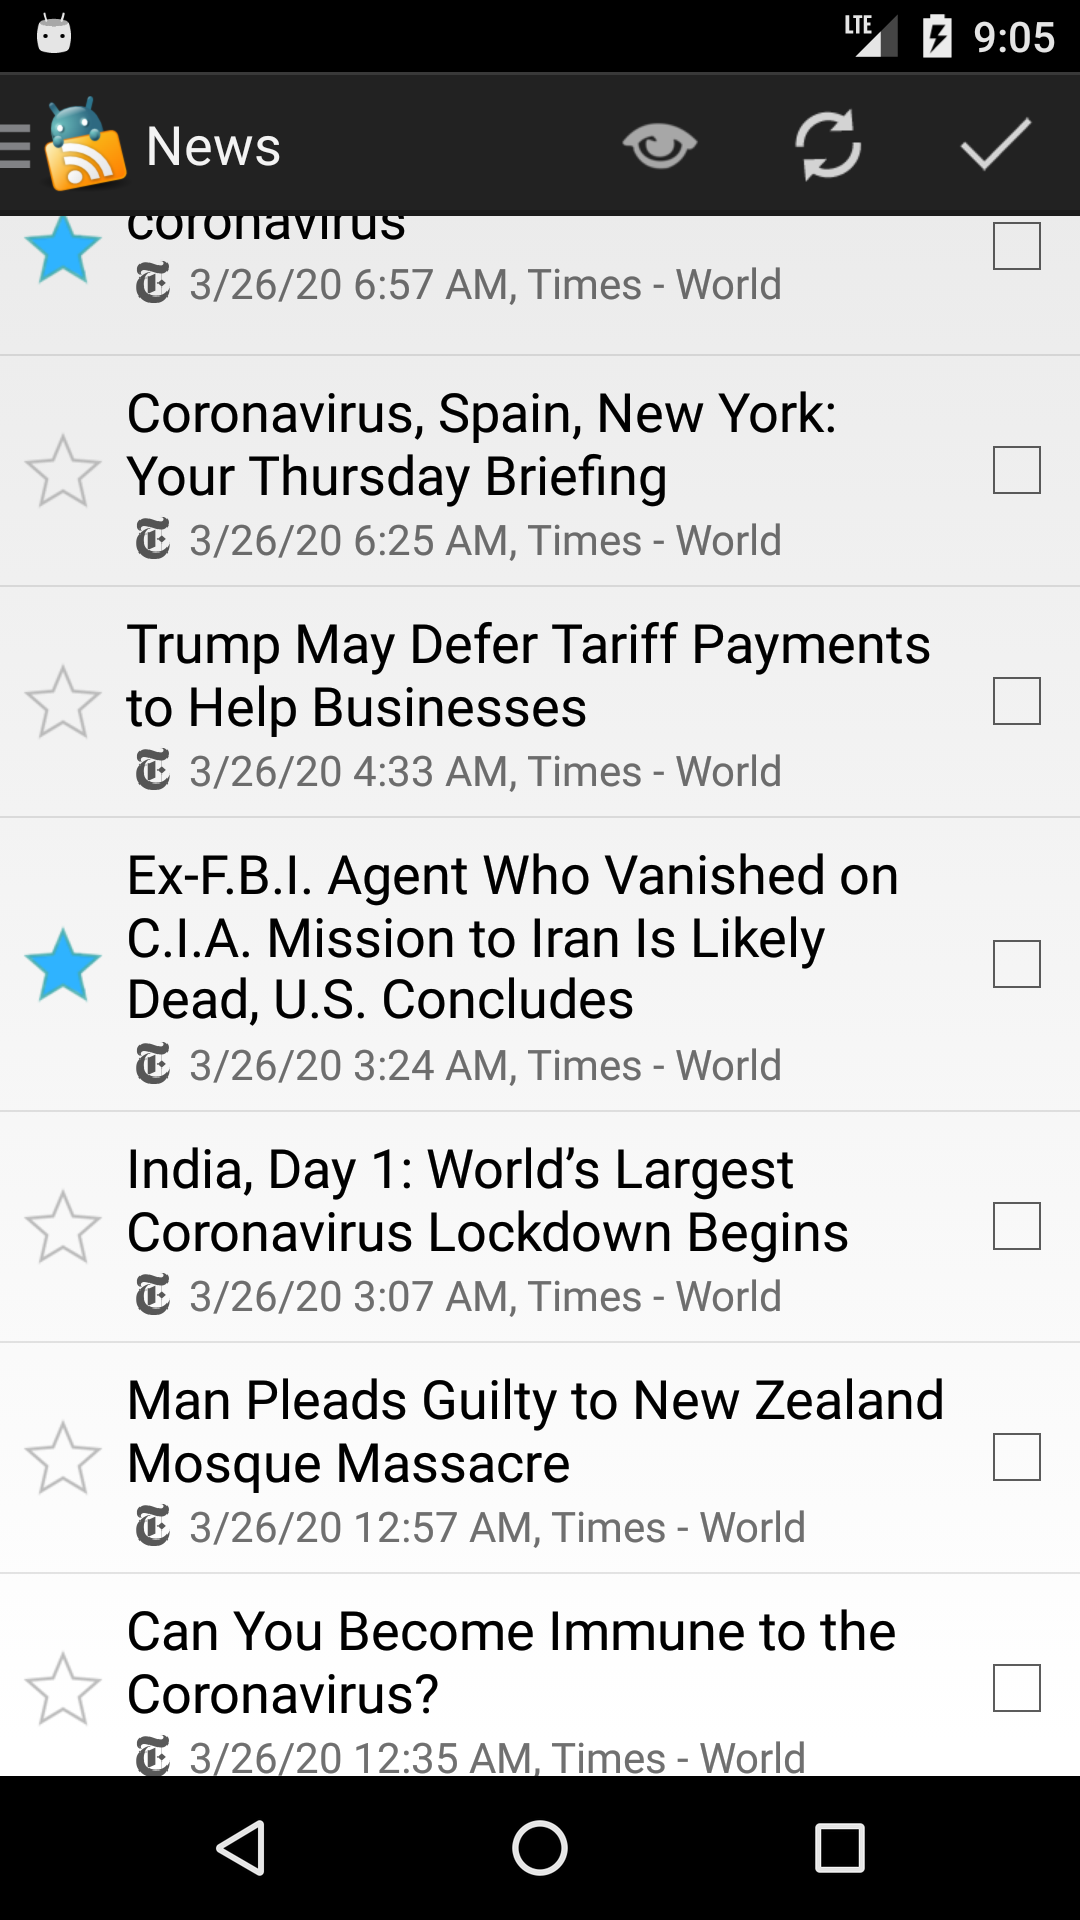 LTE 9:05
News
coronavirus
3/26/20 6:57 AM, Times - World
Coronavirus, Spain, New York:
Your Thursday Briefing
3/26/20 6:25 AM, Times - World
Trump May Defer Tariff Payments
to Help Businesses
3/26/20 4:33 AM, Times - World
Ex-F.B.I. Agent Who Vanished on
C.I.A. Mission to Iran Is Likely
Dead, U.S. Concludes
3/26/20 3:24 AM, Times - World
India, Day 1: World’s Largest
Coronavirus Lockdown Begins
3/26/20 3:07 AM, Times - World
Man Pleads Guilty to New Zealand
Mosque Massacre
3/26/20 12:57 AM, Times - World
Can You Become Immune to the
Coronavirus?
3/26/20 12:35 AM, Times - World